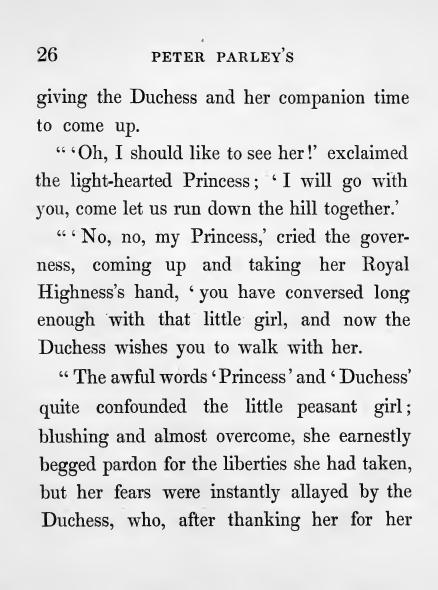 26 PETER PARLEY'S
giving the Duchess and her companion time
to come up.
“ ‘Oh, I should like to see her!’ exclaimed
the light-hearted Princess; ‘I will go with
you, come let us run down the hill together.’
“ ‘No, no, my Princess,’ cried the gover-
ness, coming up and taking her Royal
Highness's hand, ‘you have conversed long
enough with that little girl, and now the
Duchess wishes you to walk with her.
“ The awful words ‘Princess’ and ‘Duchess’
quite confounded the little peasant girl;
blushing and almost overcome, she earnestly
begged pardon for the liberties she had taken,
but her fears were instantly allayed by the
Duchess, who, after thanking her for her